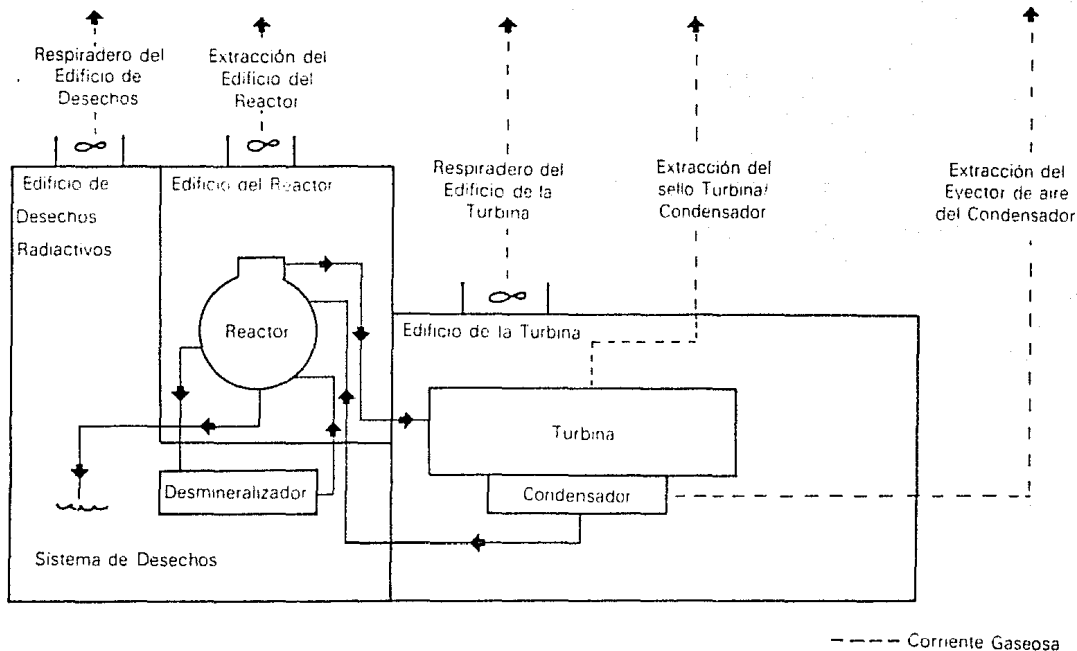 Respiradero del
Edificio de
Desechos
Extracción del
Edificio del
Reactor
Respiradero del
Edificio de la
Turbina
Extracción del
sello Turbina/
Condensador
Extracción del
Eyector de aire
del Condensador
Edificio de
Desechos
Radiactivos
Edificio del Reactor
Reactor
Edificio de la Turbina
Turbina
Condensador
Desmineralizador
Sistema de Desechos
---- Corriente Gaseosa